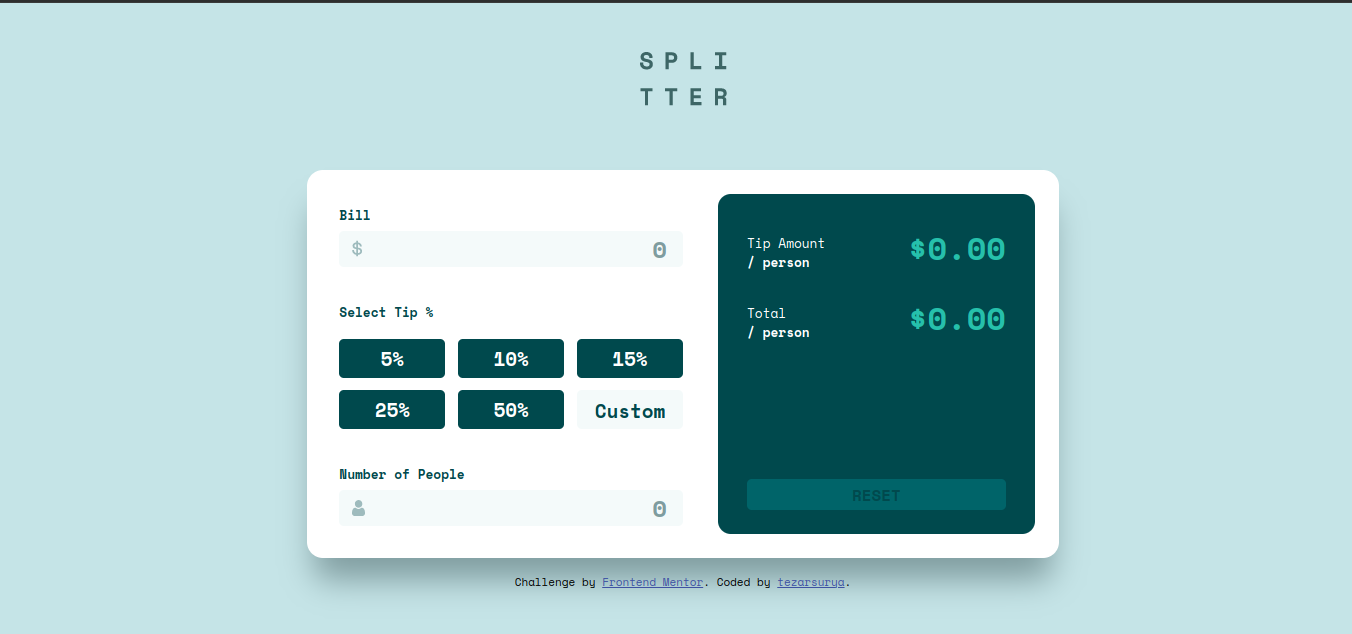 SPLI
TTER
Bill
$ 0
Select Tip %
5% 10% 15%
25% 50% Custom
Number of People
0
Tip Amount
/ person
$0.00
Total
/ person
$0.00
RESET
Challenge by Frontend Mentor. Coded by tezarsurya.